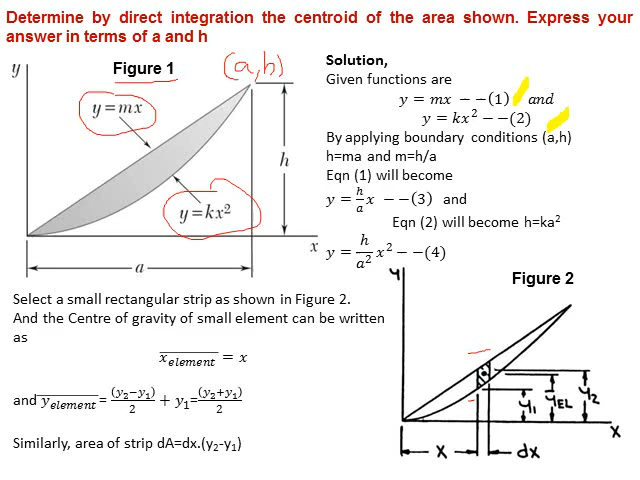 Determine by direct integration the centroid of the area shown. Express your
answer in terms of a and h
Figure 1
(a,h)
y
y=mx
h
y=kx²
x
a
Solution,
Given functions are
y = mx −−(1) and
y = kx² −−(2)
By applying boundary conditions (a,h)
h=ma and m=h/a
Eqn (1) will become
y = h/a x −−(3) and
Eqn (2) will become h=ka²
y = h/a² x² −−(4)
Figure 2
Select a small rectangular strip as shown in Figure 2.
And the Centre of gravity of small element can be written
as
x̅element = x
and y̅element = (y₂−y₁)/2 + y₁=(y₂+y₁)/2
Similarly, area of strip dA=dx.(y₂-y₁)
y
y₁
yEL
y₂
x
x
dx